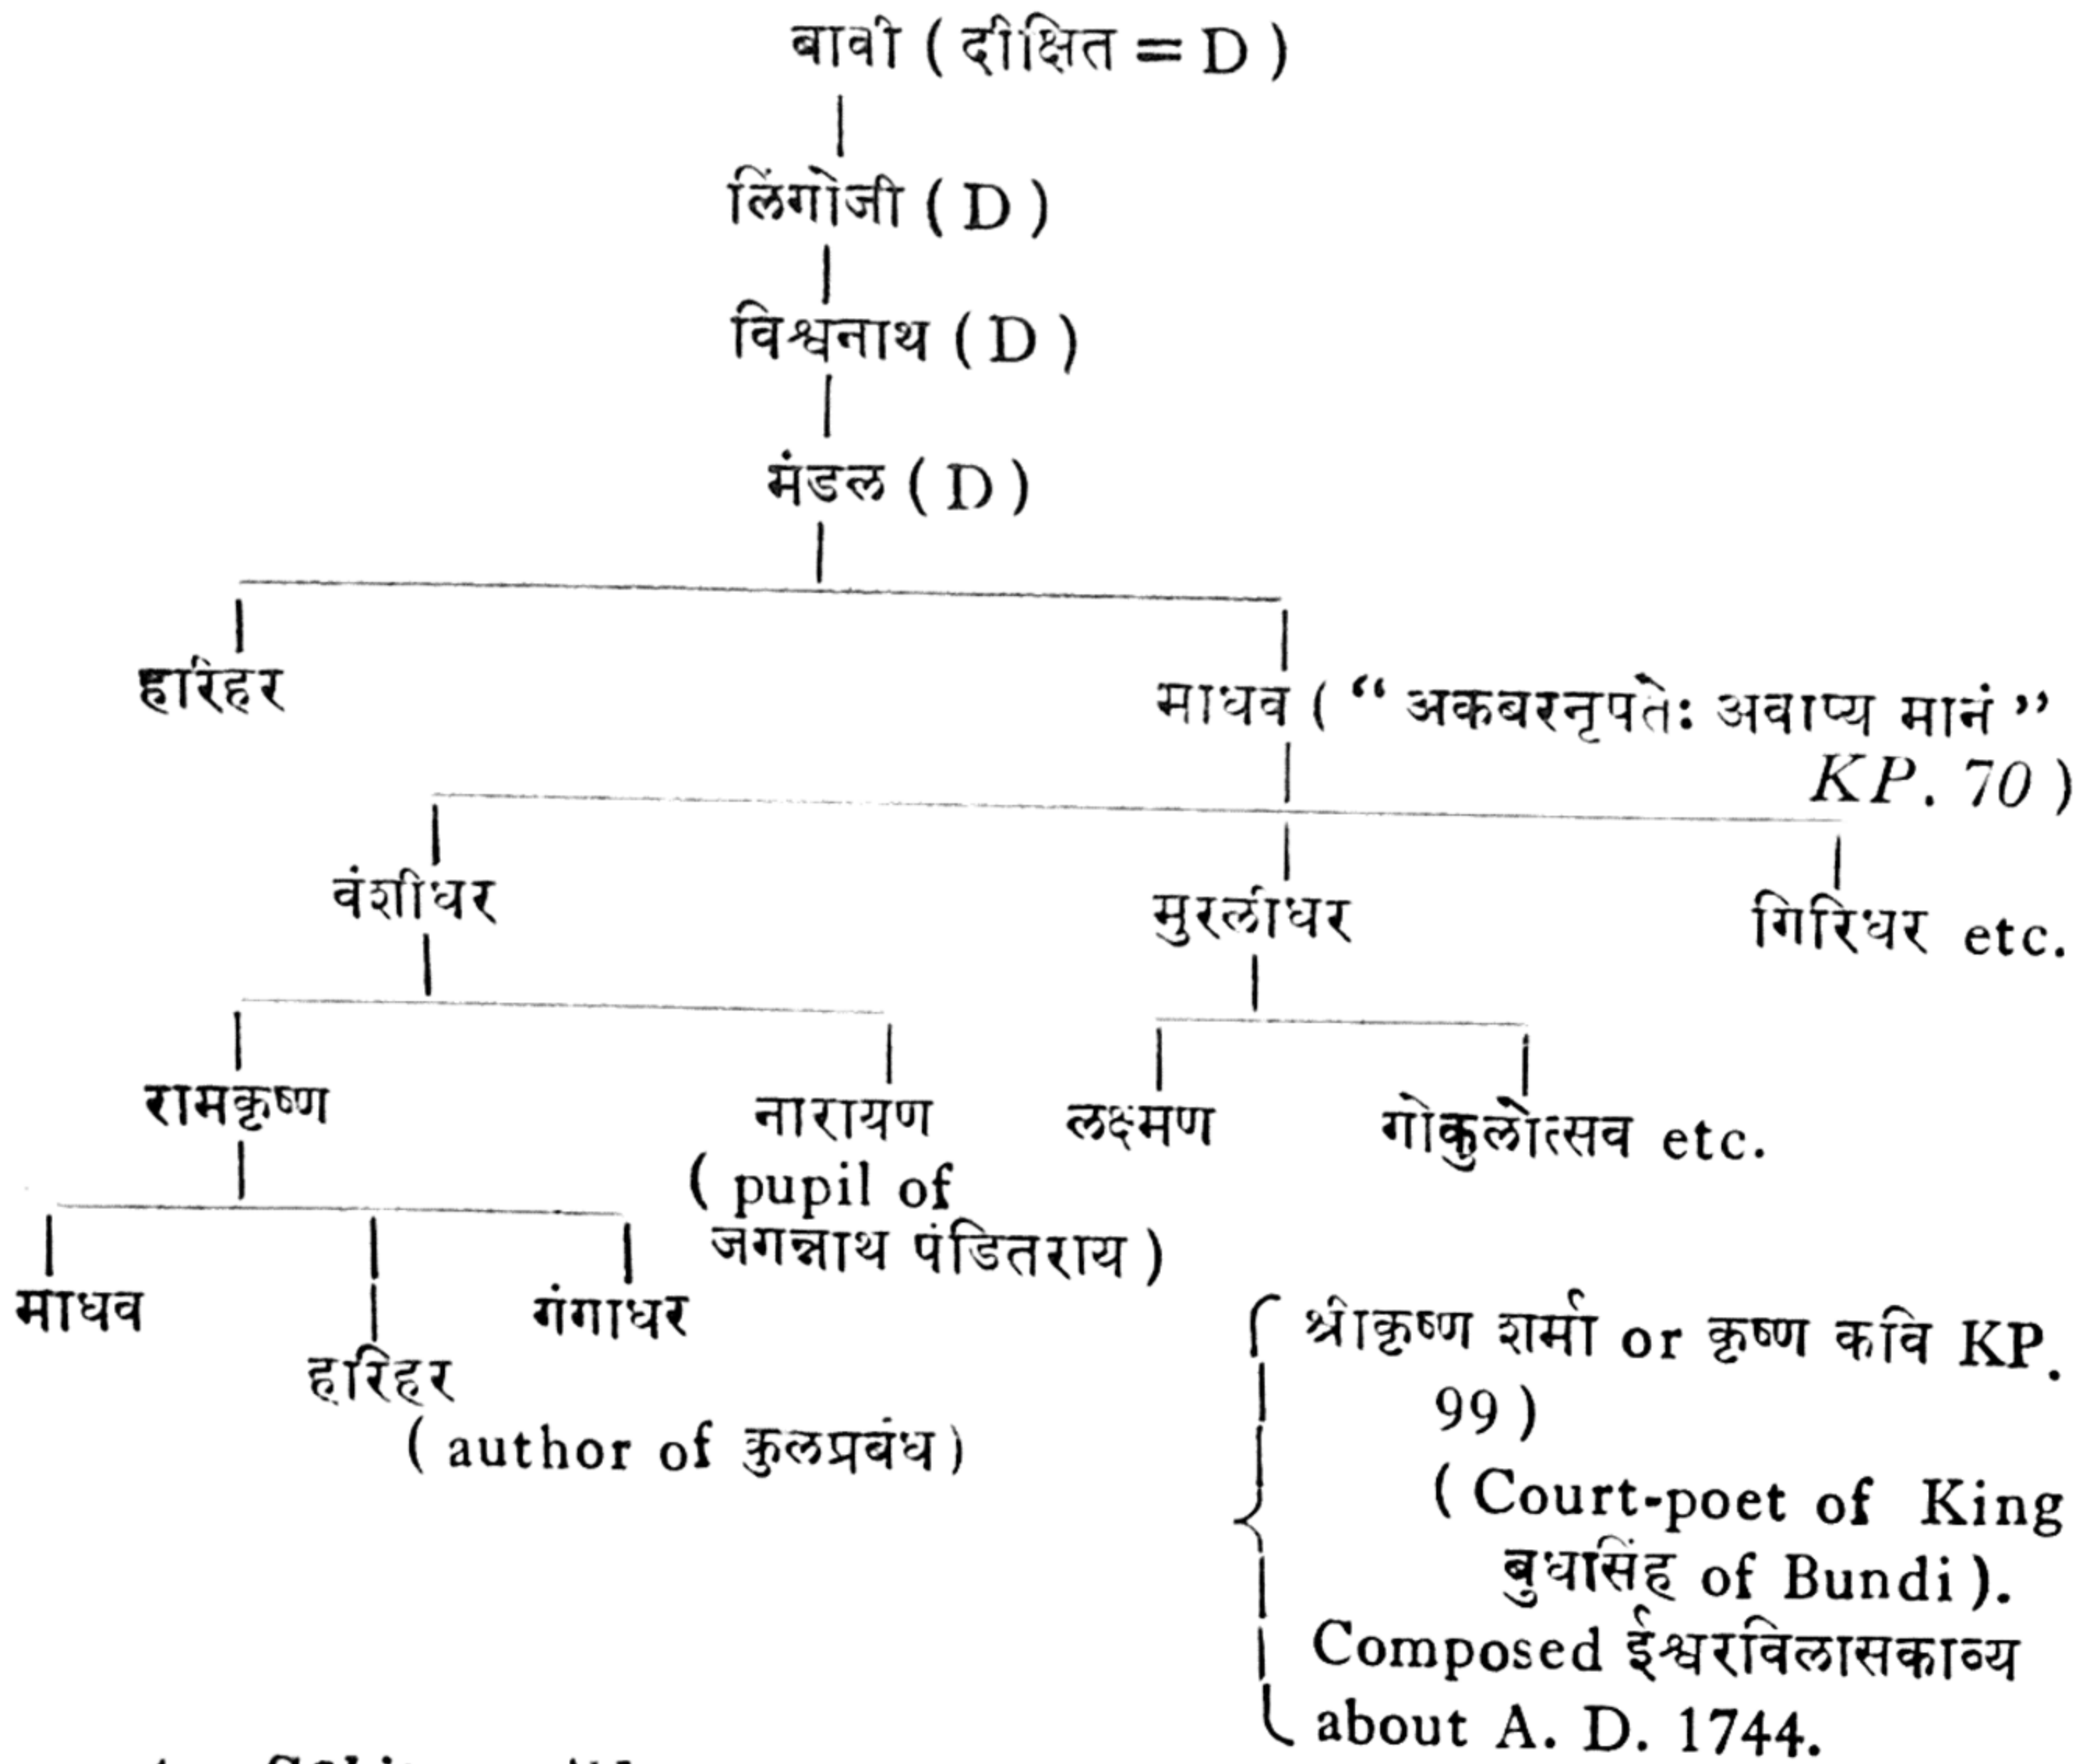 बावी ( दीक्षित = D )
लिंगोजी ( D )
विश्वनाथ ( D )
मंडल ( D )
हरिहर
माधव ( “ अकबरनृपतेः अवाप्य मानं ”
KP. 70 )
वंशीधर
मुरलीधर
गिरिधर etc.
रामकृष्ण
नारायण
( pupil of
जगन्नाथ पंडितराय )
लक्ष्मण
गोकुलोत्सव etc.
माधव
हरिहर
( author of कुलप्रबंध )
गंगाधर
श्रीकृष्ण शर्मा or कृष्ण कवि KP.
99 )
( Court-poet of King
बुधसिंह of Bundi ).
Composed ईश्वरविलासकाव्य
about A. D. 1744.